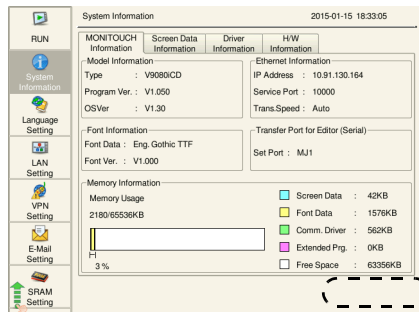 System Information
2015-01-15 18:33:05
RUN
System
Information
Language
Setting
LAN
Setting
VPN
Setting
E-Mail
Setting
SRAM
Setting
MONITOUCH
Information
Screen Data
Information
Driver
Information
H/W
Information
Model Information
Type : V9080iCD
Program Ver. : V1.050
OSVer : V1.30
Ethernet Information
IP Address : 10.91.130.164
Service Port : 10000
Trans.Speed : Auto
Font Information
Font Data : Eng. Gothic TTF
Font Ver. : V1.000
Transfer Port for Editor (Serial)
Set Port : MJ1
Memory Information
Memory Usage
2180/65536KB
3 %
Screen Data : 42KB
Font Data : 1576KB
Comm. Driver : 562KB
Extended Prg. : 0KB
Free Space : 63356KB